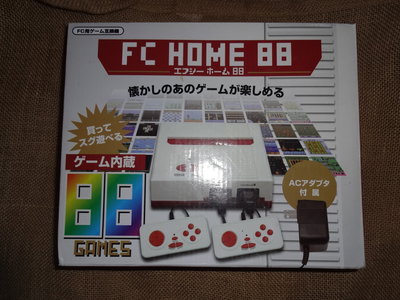 FC用ゲーム互換機
FC HOME 88
エフシー ホーム 88
懐かしのあのゲームが楽しめる
買って
スグ遊べる
ゲーム内蔵
88
GAMES
ACアダプタ
付属